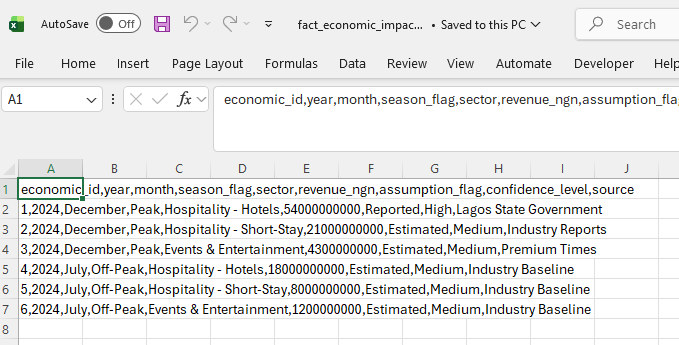 AutoSave Off fact_economic_impac... • Saved to this PC Search
File Home Insert Page Layout Formulas Data Review View Automate Developer Help
A1 fx economic_id,year,month,season_flag,sector,revenue_ngn,assumption_fla
A B C D E F G H I J
1 economic_id,year,month,season_flag,sector,revenue_ngn,assumption_flag,confidence_level,source
2 1,2024,December,Peak,Hospitality - Hotels,54000000000,Reported,High,Lagos State Government
3 2,2024,December,Peak,Hospitality - Short-Stay,21000000000,Estimated,Medium,Industry Reports
4 3,2024,December,Peak,Events & Entertainment,4300000000,Estimated,Medium,Premium Times
5 4,2024,July,Off-Peak,Hospitality - Hotels,18000000000,Estimated,Medium,Industry Baseline
6 5,2024,July,Off-Peak,Hospitality - Short-Stay,8000000000,Estimated,Medium,Industry Baseline
7 6,2024,July,Off-Peak,Events & Entertainment,1200000000,Estimated,Medium,Industry Baseline
8